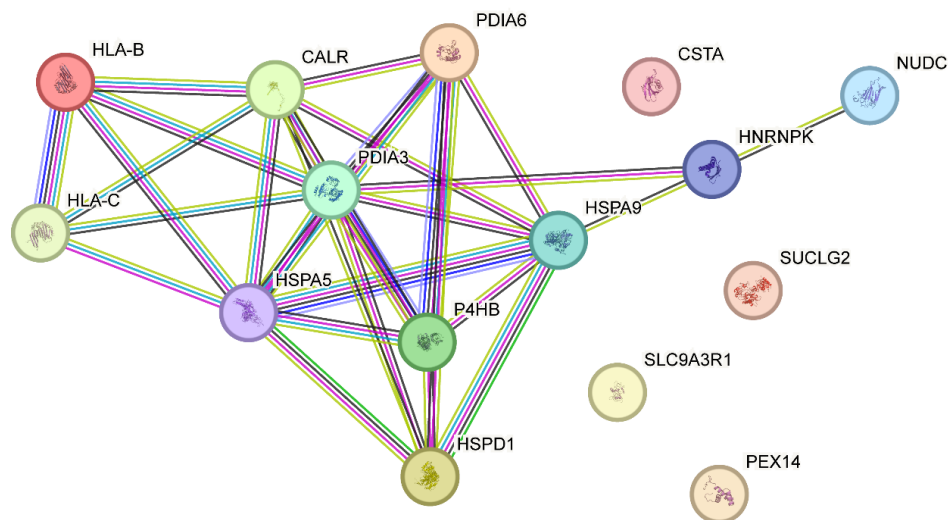 PDIA6
HLA-B
CALR
CSTA
NUDC
HNRNPK
PDIA3
HLA-C
HSPA9
SUCLG2
HSPA5
P4HB
SLC9A3R1
HSPD1
PEX14